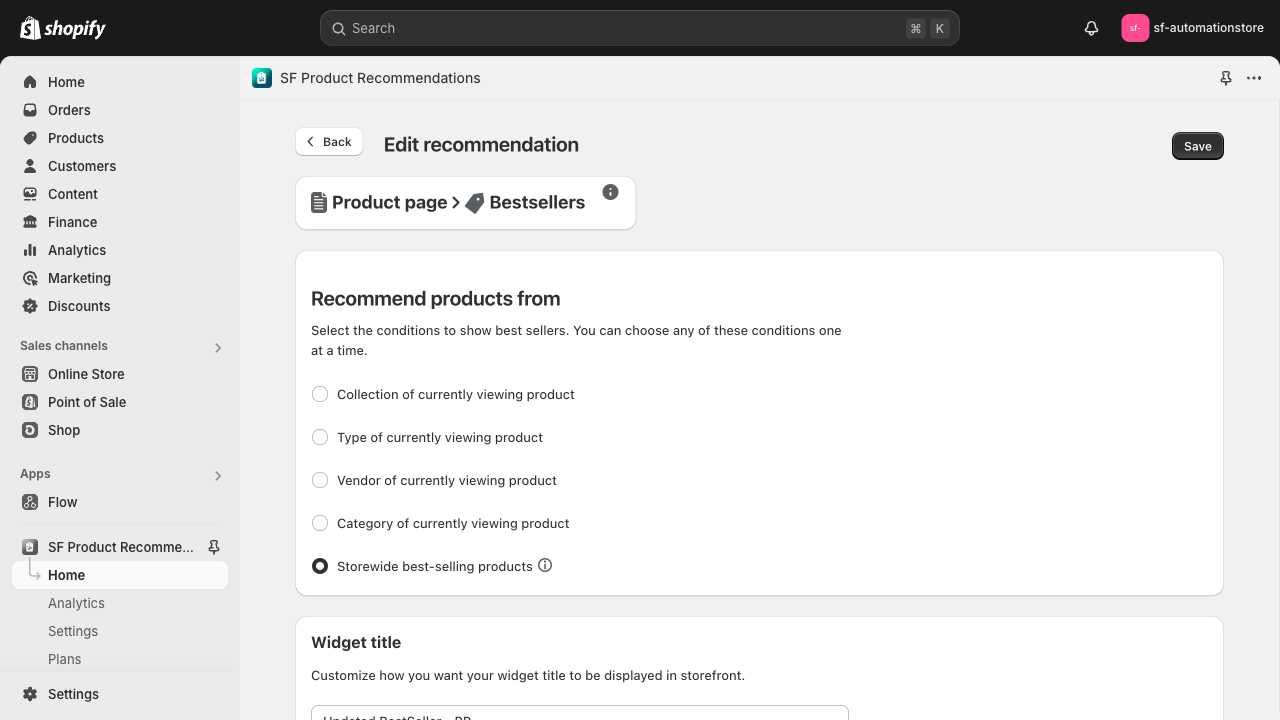 shopify
Search
⌘ K
sf-
sf-automationstore
Home
Orders
Products
Customers
Content
Finance
Analytics
Marketing
Discounts
Sales channels
Online Store
Point of Sale
Shop
Apps
Flow
SF Product Recomme...
Home
Analytics
Settings
Plans
Settings
SF Product Recommendations
Back
Edit recommendation
Save
Product page > Bestsellers
Recommend products from
Select the conditions to show best sellers. You can choose any of these conditions one
at a time.
Collection of currently viewing product
Type of currently viewing product
Vendor of currently viewing product
Category of currently viewing product
Storewide best-selling products
Widget title
Customize how you want your widget title to be displayed in storefront.
Updated BestSeller - PP